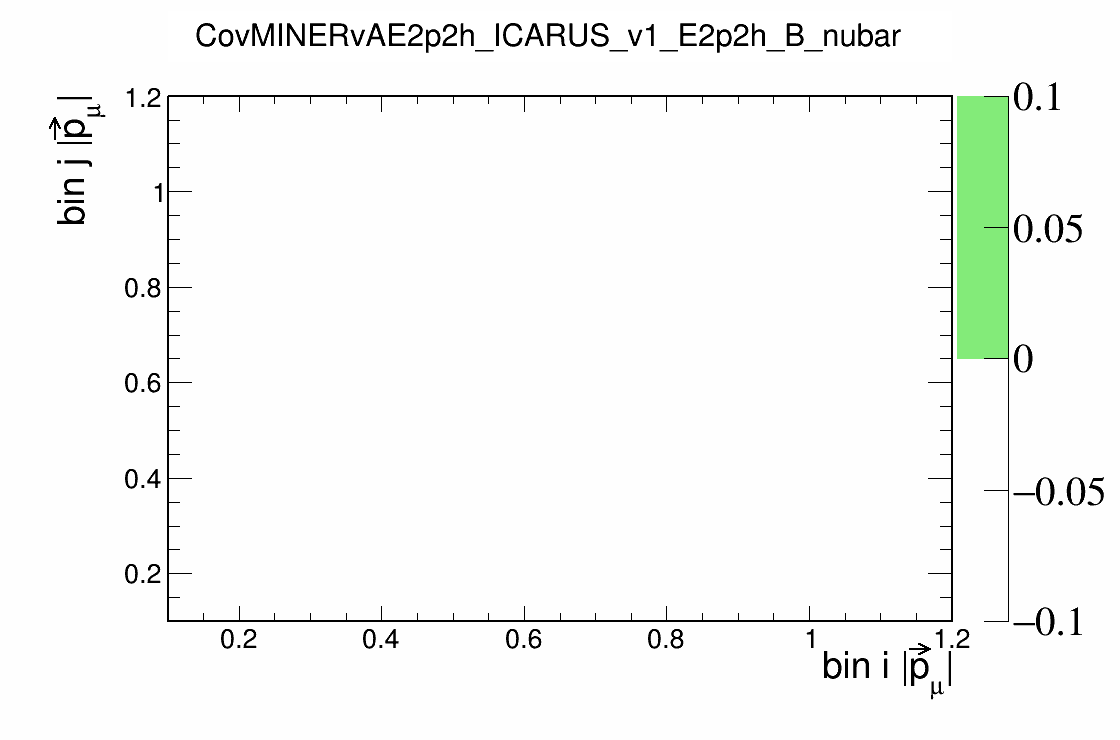 CovMINERvAE2p2h_ICARUS_v1_E2p2h_B_nubar
bin j |p⃗μ|
1.2
1
0.8
0.6
0.4
0.2
0.2 0.4 0.6 0.8 1 1.2
bin i |p⃗μ|
0.1
0.05
0
−0.05
−0.1